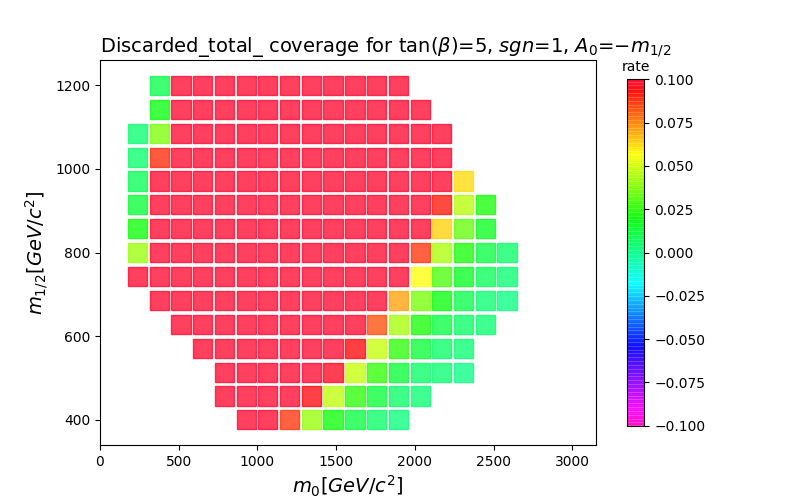 Discarded_total_ coverage for tan(β)=5, sgn=1, A₀=−m₁/₂
rate
1200
1000
800
600
400
m₁/₂[GeV/c²]
0 500 1000 1500 2000 2500 3000
m₀[GeV/c²]
0.100
0.075
0.050
0.025
0.000
−0.025
−0.050
−0.075
−0.100